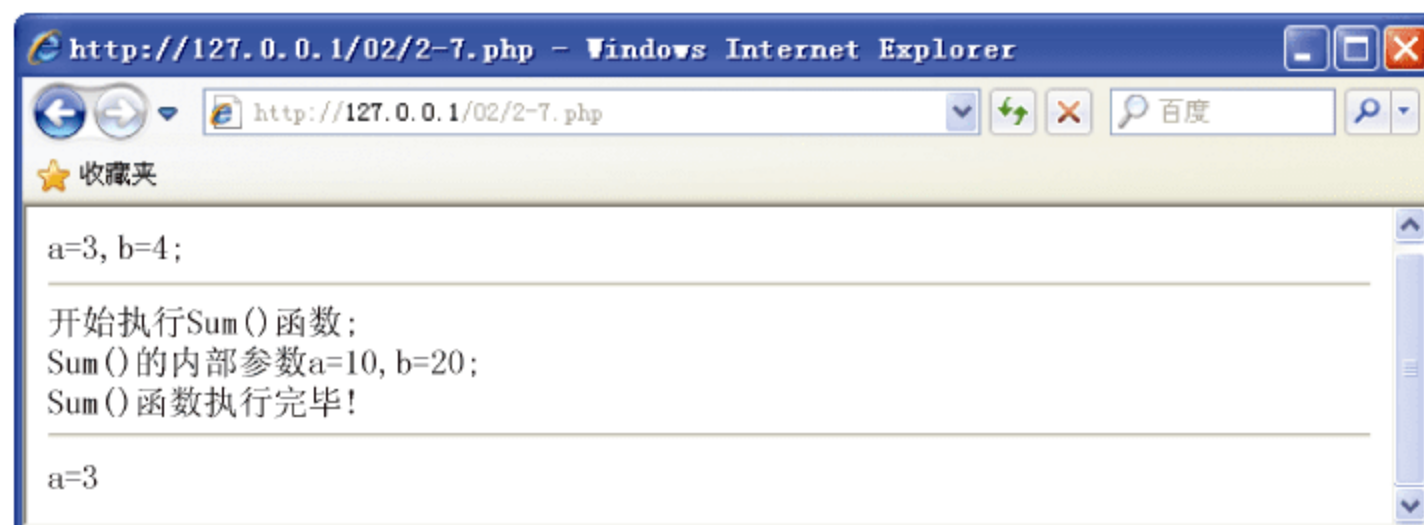 http://127.0.0.1/02/2-7.php - Windows Internet Explorer
http://127.0.0.1/02/2-7.php
百度
收藏夹
a=3,b=4;
开始执行Sum()函数;
Sum()的内部参数a=10,b=20;
Sum()函数执行完毕!
a=3